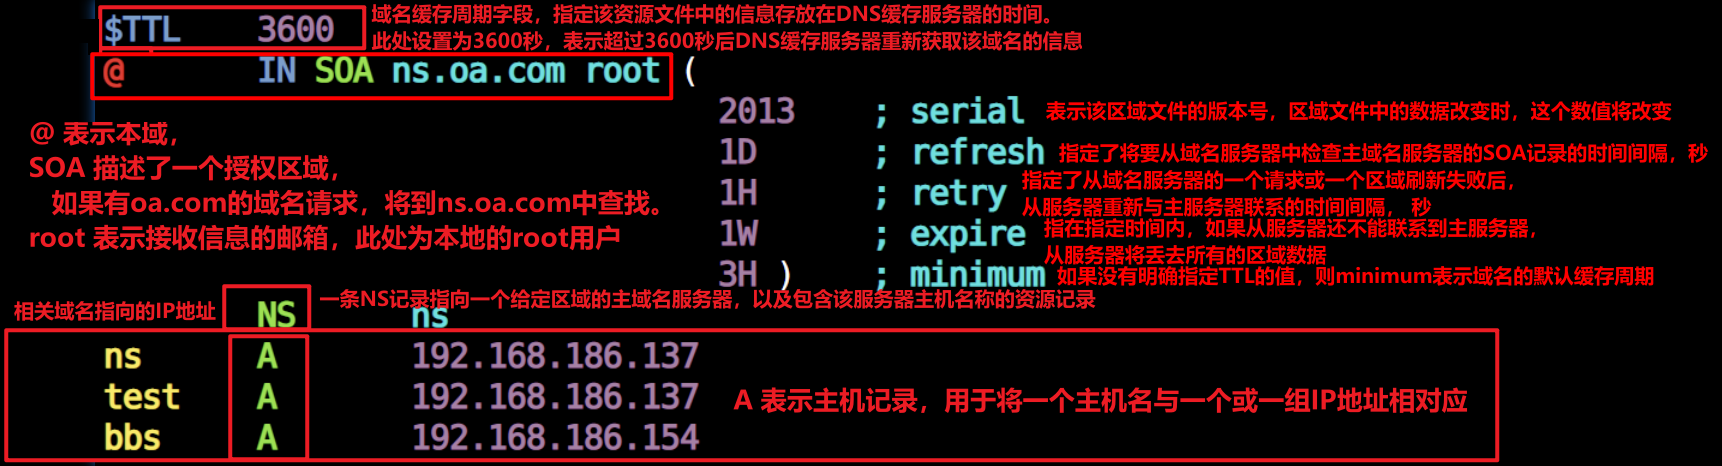 $TTL 3600 域名缓存周期字段，指定该资源文件中的信息存放在DNS缓存服务器的时间。
此处设置为3600秒，表示超过3600秒后DNS缓存服务器重新获取该域名的信息
@ IN SOA ns.oa.com root (
2013 ; serial 表示该区域文件的版本号，区域文件中的数据改变时，这个数值将改变
1D ; refresh 指定了将要从域名服务器中检查主域名服务器的SOA记录的时间间隔，秒
1H ; retry 指定了从域名服务器的一个请求或一个区域刷新失败后，
从服务器重新与主服务器联系的时间间隔， 秒
1W ; expire 指在指定时间内，如果从服务器还不能联系到主服务器，
从服务器将丢去所有的区域数据
3H ) ; minimum 如果没有明确指定TTL的值，则minimum表示域名的默认缓存周期
@ 表示本域，
SOA 描述了一个授权区域，
如果有oa.com的域名请求，将到ns.oa.com中查找。
root 表示接收信息的邮箱，此处为本地的root用户
相关域名指向的IP地址
一条NS记录指向一个给定区域的主域名服务器，以及包含该服务器主机名称的资源记录
NS ns
ns A 192.168.186.137
test A 192.168.186.137
bbs A 192.168.186.154
A 表示主机记录，用于将一个主机名与一个或一组IP地址相对应